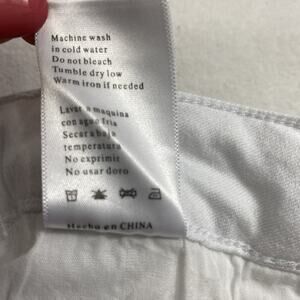 Machine wash
in cold water
Do not bleach
Tumble dry low
Warm iron if needed
Lavar a maquina
con agua fria
Secar a baja
temperatura
No exprimir
No usar doro
Hecho en CHINA